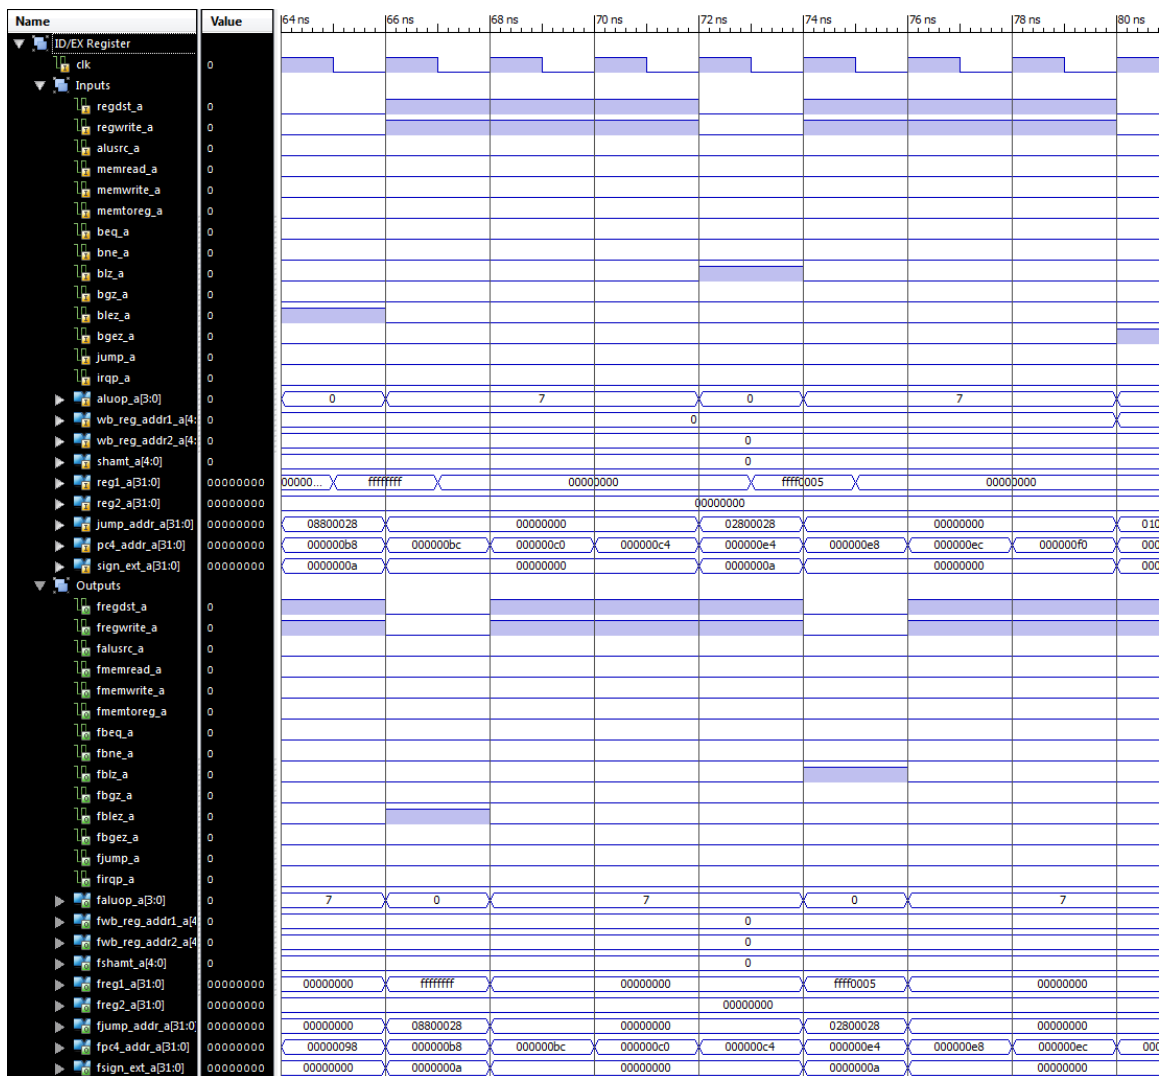 Name Value 64 ns 66 ns 68 ns 70 ns 72 ns 74 ns 76 ns 78 ns 80 ns
ID/EX Register
clk 0
Inputs
regdst_a 0
regwrite_a 0
alusrc_a 0
memread_a 0
memwrite_a 0
memtoreg_a 0
beq_a 0
bne_a 0
blz_a 0
bgz_a 0
blez_a 0
bgez_a 0
jump_a 0
irqp_a 0
aluop_a[3:0] 0 0 7 0 7
wb_reg_addr1_a[4: 0 0
wb_reg_addr2_a[4: 0 0
shamt_a[4:0] 0 0
reg1_a[31:0] 00000000 00000... ffffffff 00000000 ffff0005 00000000
reg2_a[31:0] 00000000 00000000
jump_addr_a[31:0] 00000000 08800028 00000000 02800028 00000000 010
pc4_addr_a[31:0] 00000000 000000b8 000000bc 000000c0 000000c4 000000e4 000000e8 000000ec 000000f0 000
sign_ext_a[31:0] 00000000 0000000a 00000000 0000000a 00000000 000
Outputs
fregdst_a 0
fregwrite_a 0
falusrc_a 0
fmemread_a 0
fmemwrite_a 0
fmemtoreg_a 0
fbeq_a 0
fbne_a 0
fblz_a 0
fbgz_a 0
fblez_a 0
fbgez_a 0
fjump_a 0
firqp_a 0
faluop_a[3:0] 0 7 0 7 0 7
fwb_reg_addr1_a[4 0 0
fwb_reg_addr2_a[4 0 0
fshamt_a[4:0] 0 0
freg1_a[31:0] 00000000 00000000 ffffffff 00000000 ffff0005 00000000
freg2_a[31:0] 00000000 00000000
fjump_addr_a[31:0] 00000000 00000000 08800028 00000000 02800028 00000000
fpc4_addr_a[31:0] 00000000 00000098 000000b8 000000bc 000000c0 000000c4 000000e4 000000e8 000000ec 000
fsign_ext_a[31:0] 00000000 00000000 0000000a 00000000 0000000a 00000000